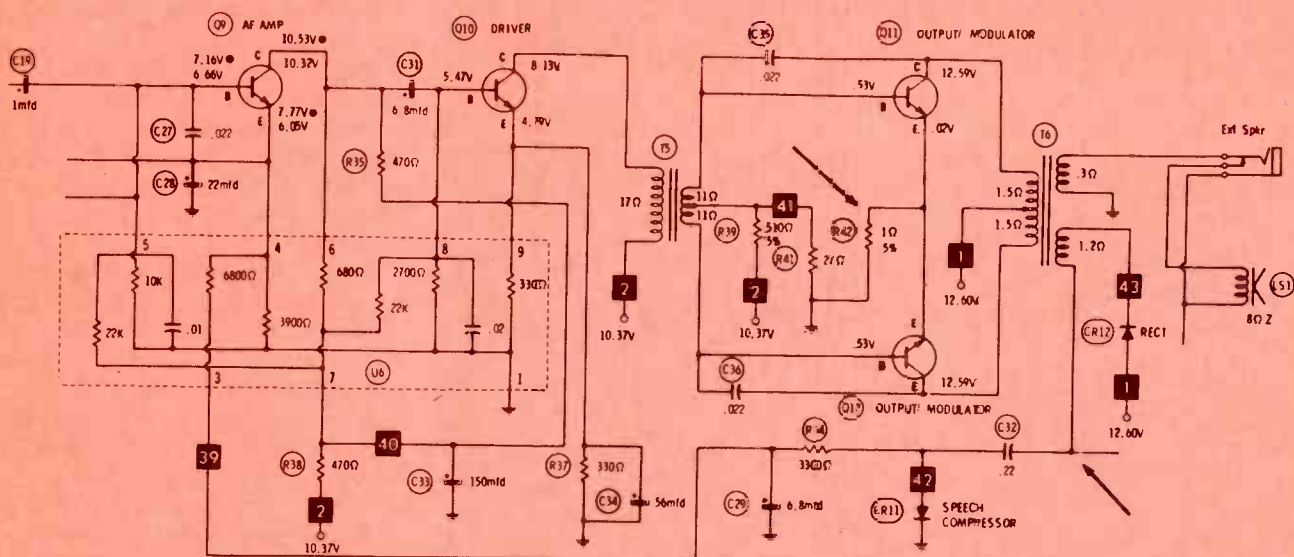 Q9 AF AMP
Q10 DRIVER
C35
Q11 OUTPUT/ MODULATOR
10.53V
C
10.32V
C19
7.16V
6.66V
B
C31
5.47V
B
C
8.13V
.027
C
12.59V
.53V
B
1mfd
7.77V
6.05V
E
6.8mfd
E
4.79V
E
.02V
C27
.022
R35
470Ω
T5
T6
Ext Spkr
C28
22mfd
17Ω
11Ω
11Ω
41
R39
510Ω
5%
R41
27Ω
R42
1Ω
5%
1.5Ω
1.5Ω
.3Ω
1.2Ω
5
4
6
8
9
10K
6800Ω
680Ω
2700Ω
330Ω
2
10.37V
2
10.37V
1
12.60V
43
LS1
8Ω Z
22K
.01
3900Ω
22K
.02
CR12
RECT
3
7
U6
1
.53V
B
E
E
12.59V
C36
.022
OUTPUT/ MODULATOR
1
12.60V
39
R38
470Ω
40
C33
150mfd
R37
330Ω
C34
56mfd
3300Ω
C32
.22
2
10.37V
C29
6.8mfd
42
SPEECH
COMPRESSOR